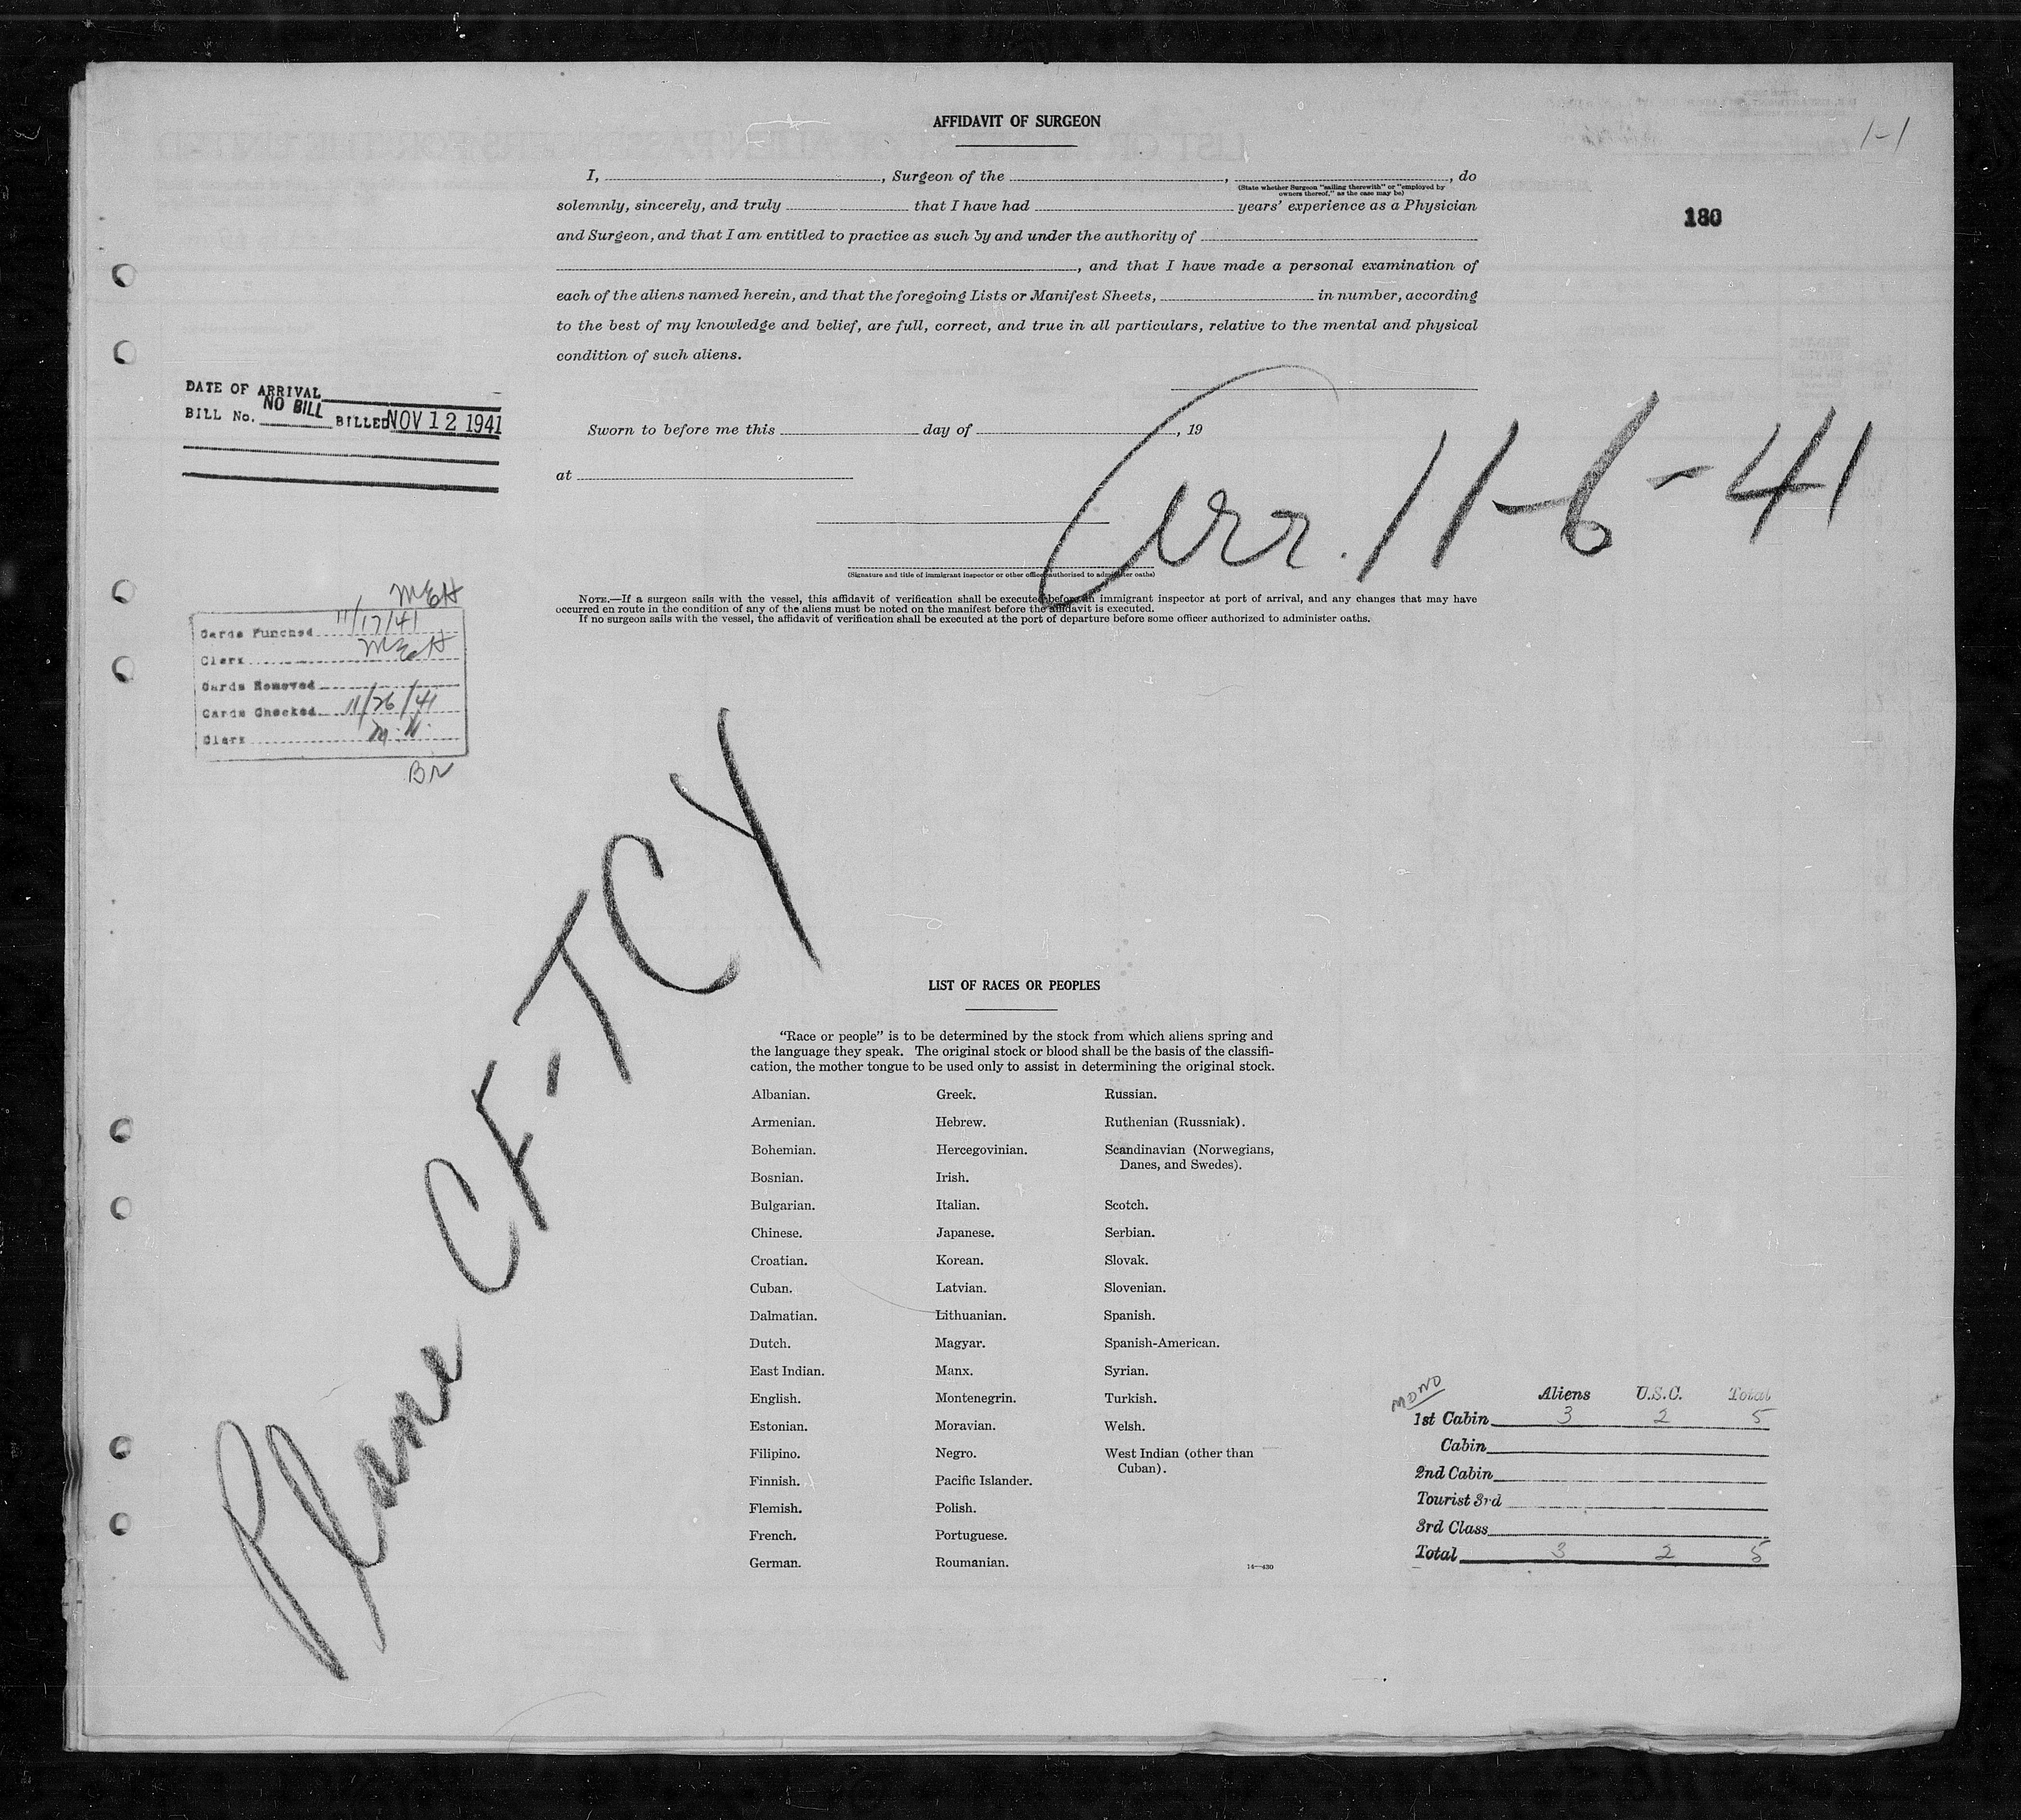 AFFIDAVIT OF SURGEON
1-1
180
I, , Surgeon of the , , do
(State whether Surgeon "sailing therewith" or "employed by
owners thereof," as the case may be)
solemnly, sincerely, and truly that I have had years' experience as a Physician
and Surgeon, and that I am entitled to practice as such by and under the authority of
, and that I have made a personal examination of
each of the aliens named herein, and that the foregoing Lists or Manifest Sheets, in number, according
to the best of my knowledge and belief, are full, correct, and true in all particulars, relative to the mental and physical
condition of such aliens.
DATE OF ARRIVAL
BILL No. NO BILL BILLED NOV 12 1941
Sworn to before me this day of , 19
at
Arr. 11-6-41
(Signature and title of immigrant inspector or other officer authorized to administer oaths)
NOTE.—If a surgeon sails with the vessel, this affidavit of verification shall be executed before an immigrant inspector at port of arrival, and any changes that may have
occurred en route in the condition of any of the aliens must be noted on the manifest before the affidavit is executed.
If no surgeon sails with the vessel, the affidavit of verification shall be executed at the port of departure before some officer authorized to administer oaths.
MEH
Cards Punched 11/17/41
Clerk MEH
Cards Removed
Cards Checked 11/26/41
Clerk M.N.
BN
Plane CF-TCY
LIST OF RACES OR PEOPLES
"Race or people" is to be determined by the stock from which aliens spring and
the language they speak. The original stock or blood shall be the basis of the classifi-
cation, the mother tongue to be used only to assist in determining the original stock.
Albanian.
Armenian.
Bohemian.
Bosnian.
Bulgarian.
Chinese.
Croatian.
Cuban.
Dalmatian.
Dutch.
East Indian.
English.
Estonian.
Filipino.
Finnish.
Flemish.
French.
German.
Greek.
Hebrew.
Hercegovinian.
Irish.
Italian.
Japanese.
Korean.
Latvian.
Lithuanian.
Magyar.
Manx.
Montenegrin.
Moravian.
Negro.
Pacific Islander.
Polish.
Portuguese.
Roumanian.
Russian.
Ruthenian (Russniak).
Scandinavian (Norwegians,
Danes, and Swedes).
Scotch.
Serbian.
Slovak.
Slovenian.
Spanish.
Spanish-American.
Syrian.
Turkish.
Welsh.
West Indian (other than
Cuban).
14—430
MONO
Aliens U.S.C. Total
1st Cabin 3 2 5
Cabin
2nd Cabin
Tourist 3rd
3rd Class
Total 3 2 5